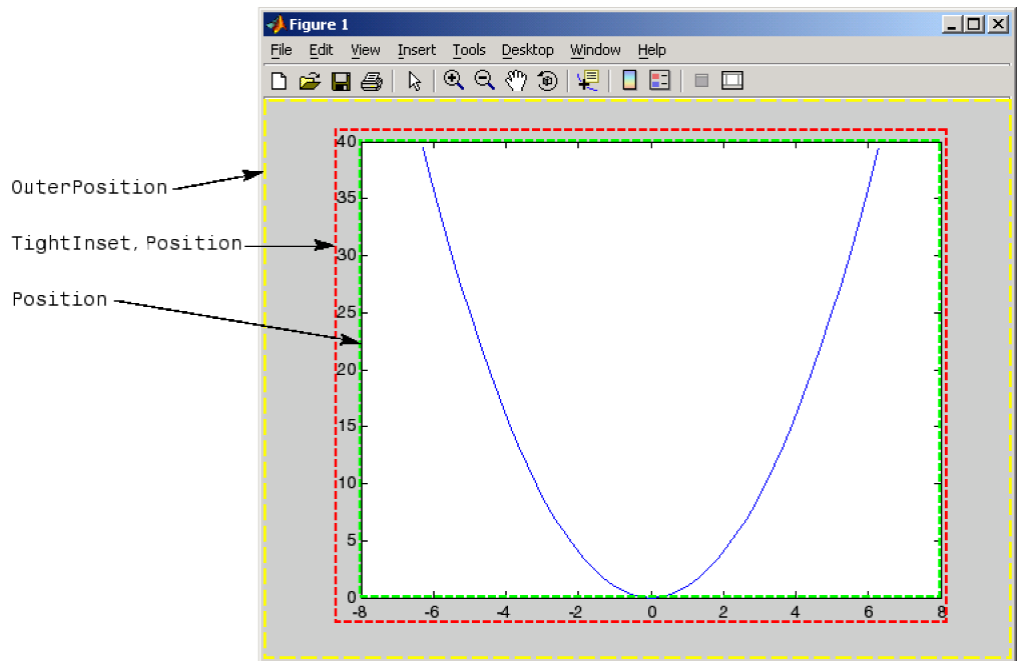 Figure 1
File Edit View Insert Tools Desktop Window Help
OuterPosition
TightInset, Position
Position
40
35
30
25
20
15
10
5
0
-8 -6 -4 -2 0 2 4 6 8